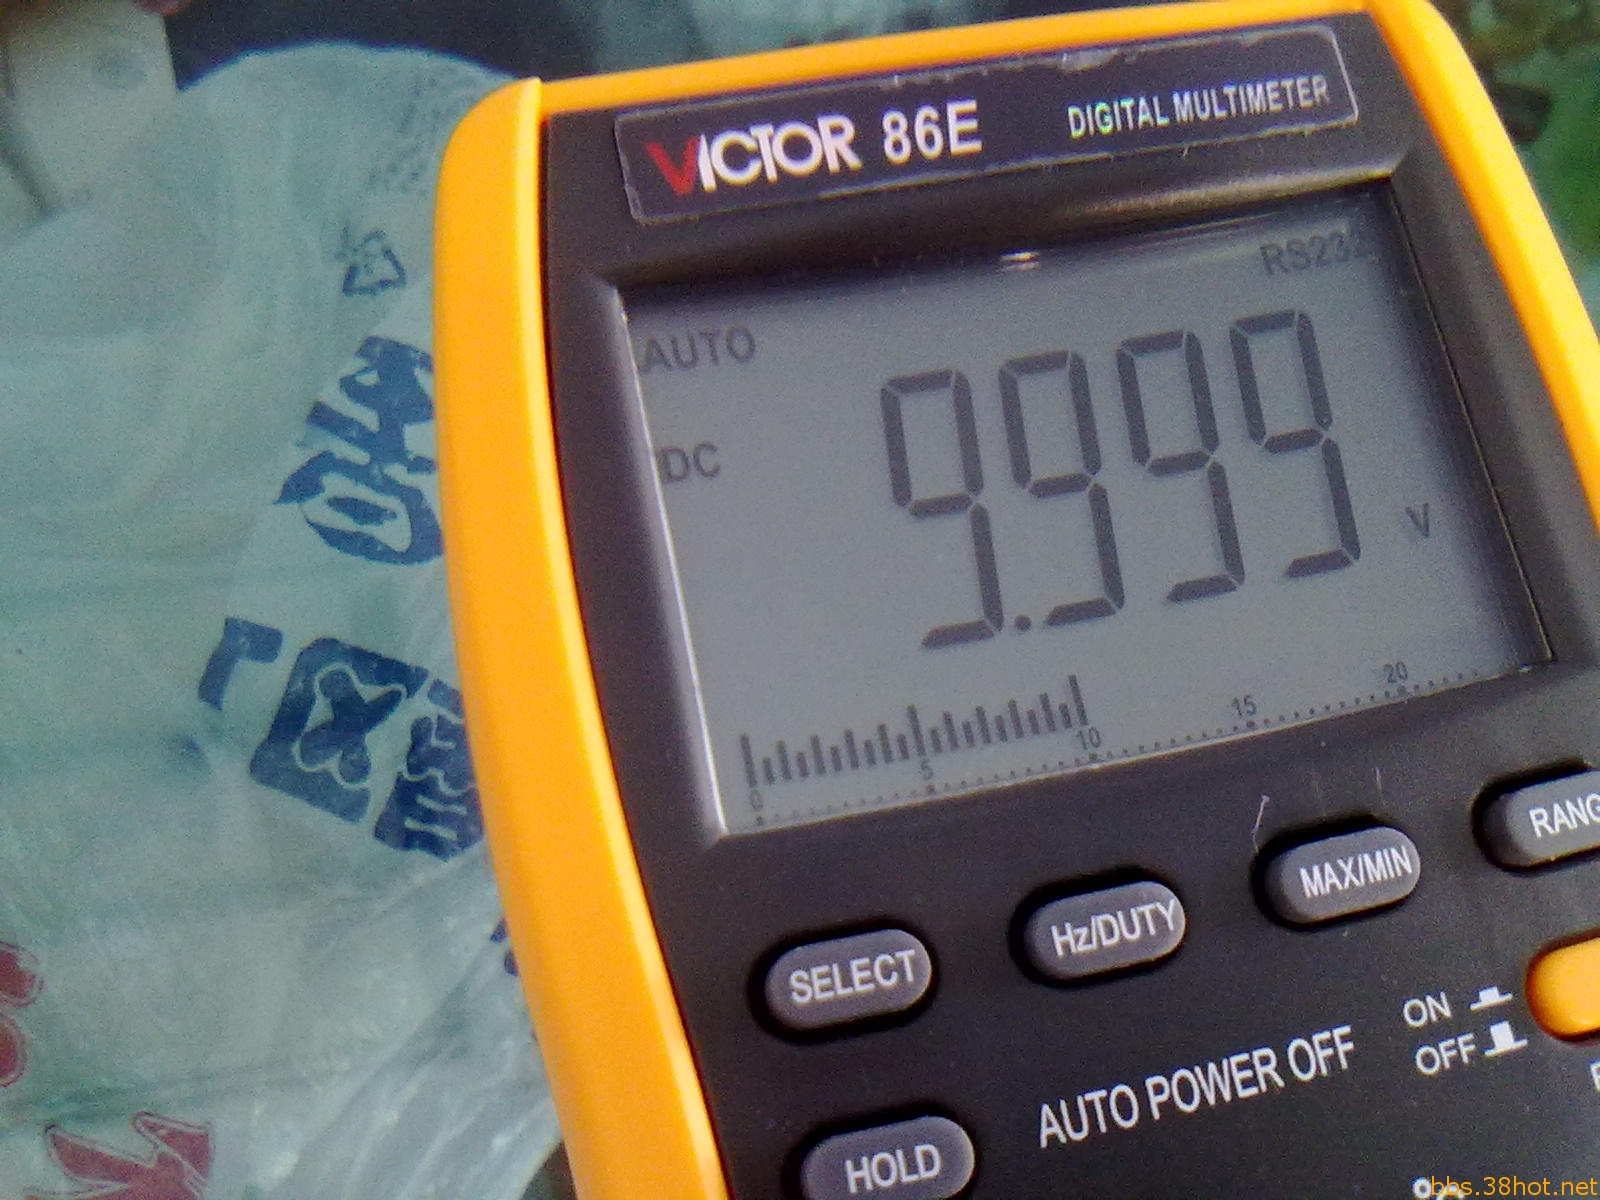 VICTOR 86E DIGITAL MULTIMETER
RS232
AUTO
DC
9.999 V
0 5 10 15 20
SELECT Hz/DUTY MAX/MIN
ON
OFF
AUTO POWER OFF
HOLD
bbs.38hot.net